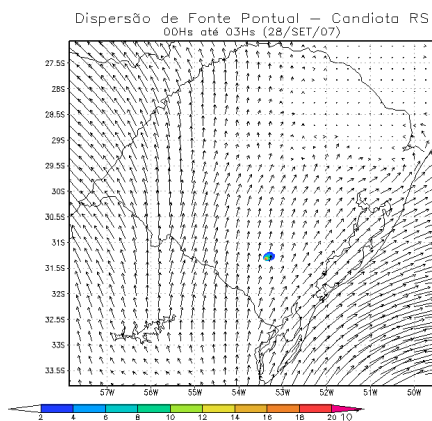 Dispersão de Fonte Pontual – Candiota RS
00Hs até 03Hs (28/SET/07)
27.5S
28S
28.5S
29S
29.5S
30S
30.5S
31S
31.5S
32S
32.5S
33S
33.5S
57W 56W 55W 54W 53W 52W 51W 50W
2 4 6 8 10 12 14 16 18 20 10